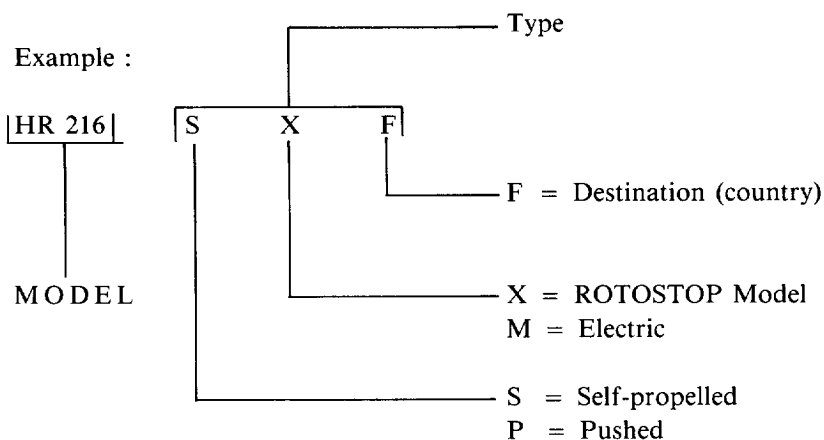 Type
Example :
HR 216 S X F
F = Destination (country)
MODEL
X = ROTOSTOP Model
M = Electric
S = Self-propelled
P = Pushed